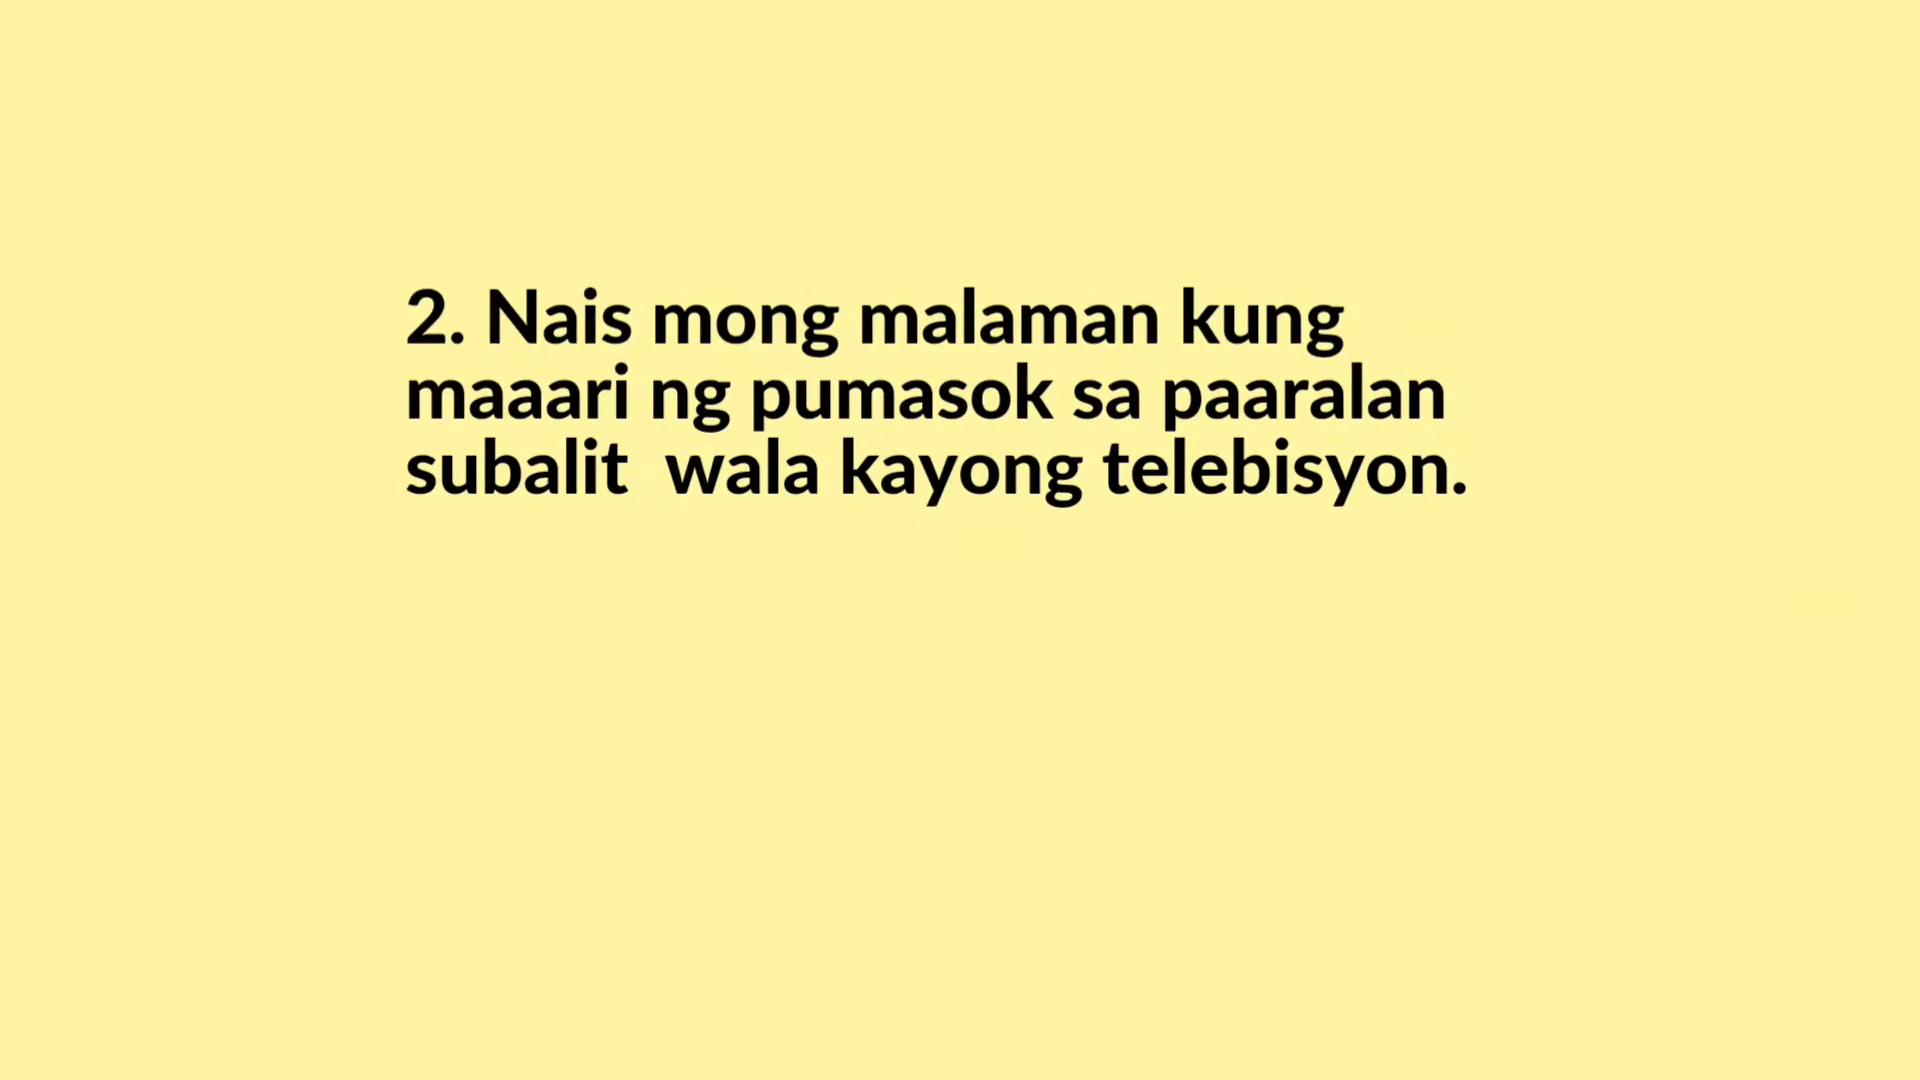 2. Nais mong malaman kung
maaari ng pumasok sa paaralan
subalit  wala kayong telebisyon.